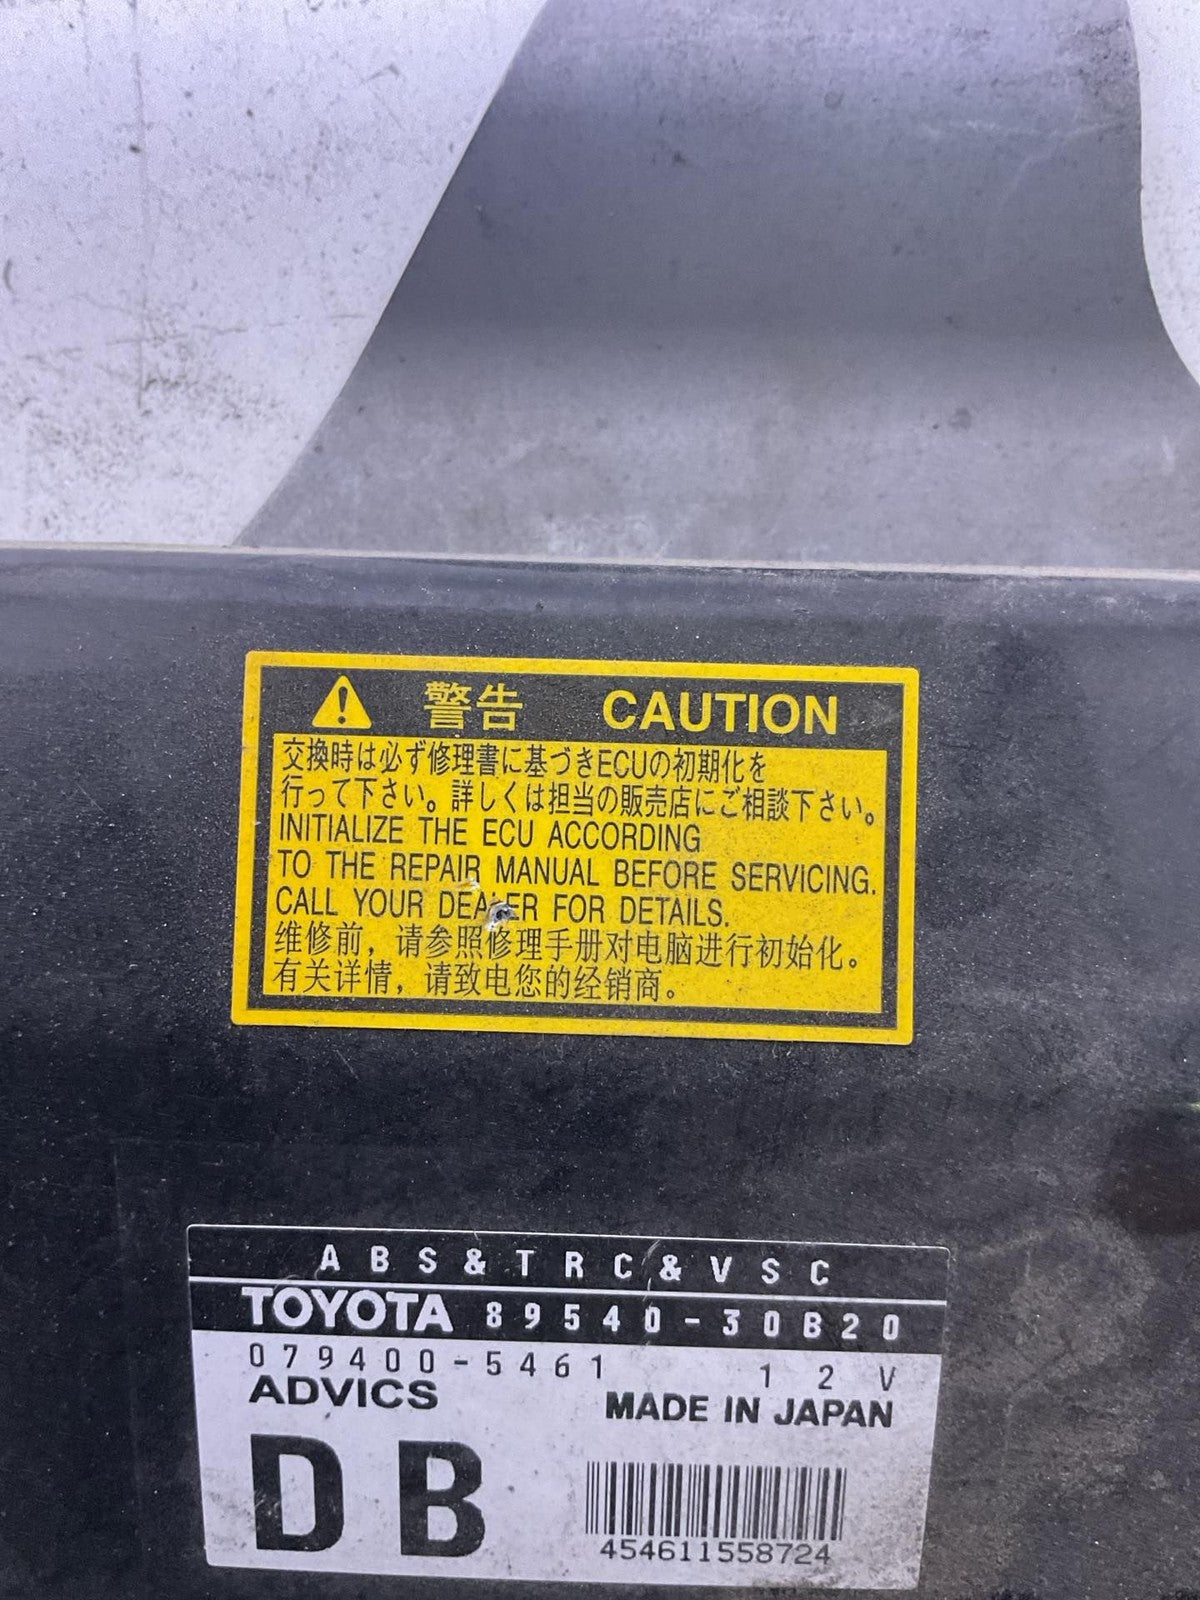 警告 CAUTION
交換時は必ず修理書に基づきECUの初期化を
行って下さい。詳しくは担当の販売店にご相談下さい。
INITIALIZE THE ECU ACCORDING
TO THE REPAIR MANUAL BEFORE SERVICING.
CALL YOUR DEALER FOR DETAILS.
维修前，请参照修理手册对电脑进行初始化。
有关详情，请致电您的经销商。
ABS&TRC&VSC
TOYOTA 89540-30B20
079400-5461 12V
ADVICS MADE IN JAPAN
DB
454611558724